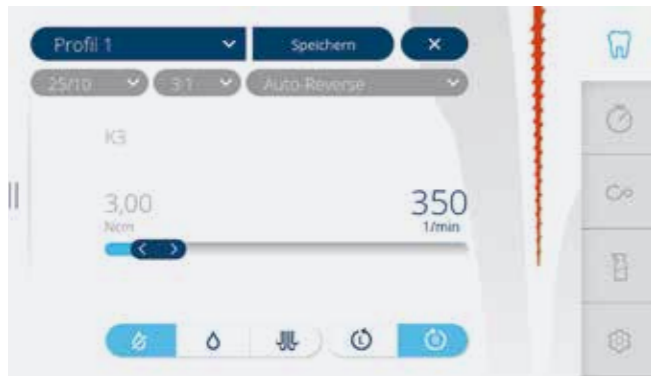 Profil 1 Speichern
25/10 3:1 Auto-Reverse
K3
3,00 350
Ncm 1/min
L R